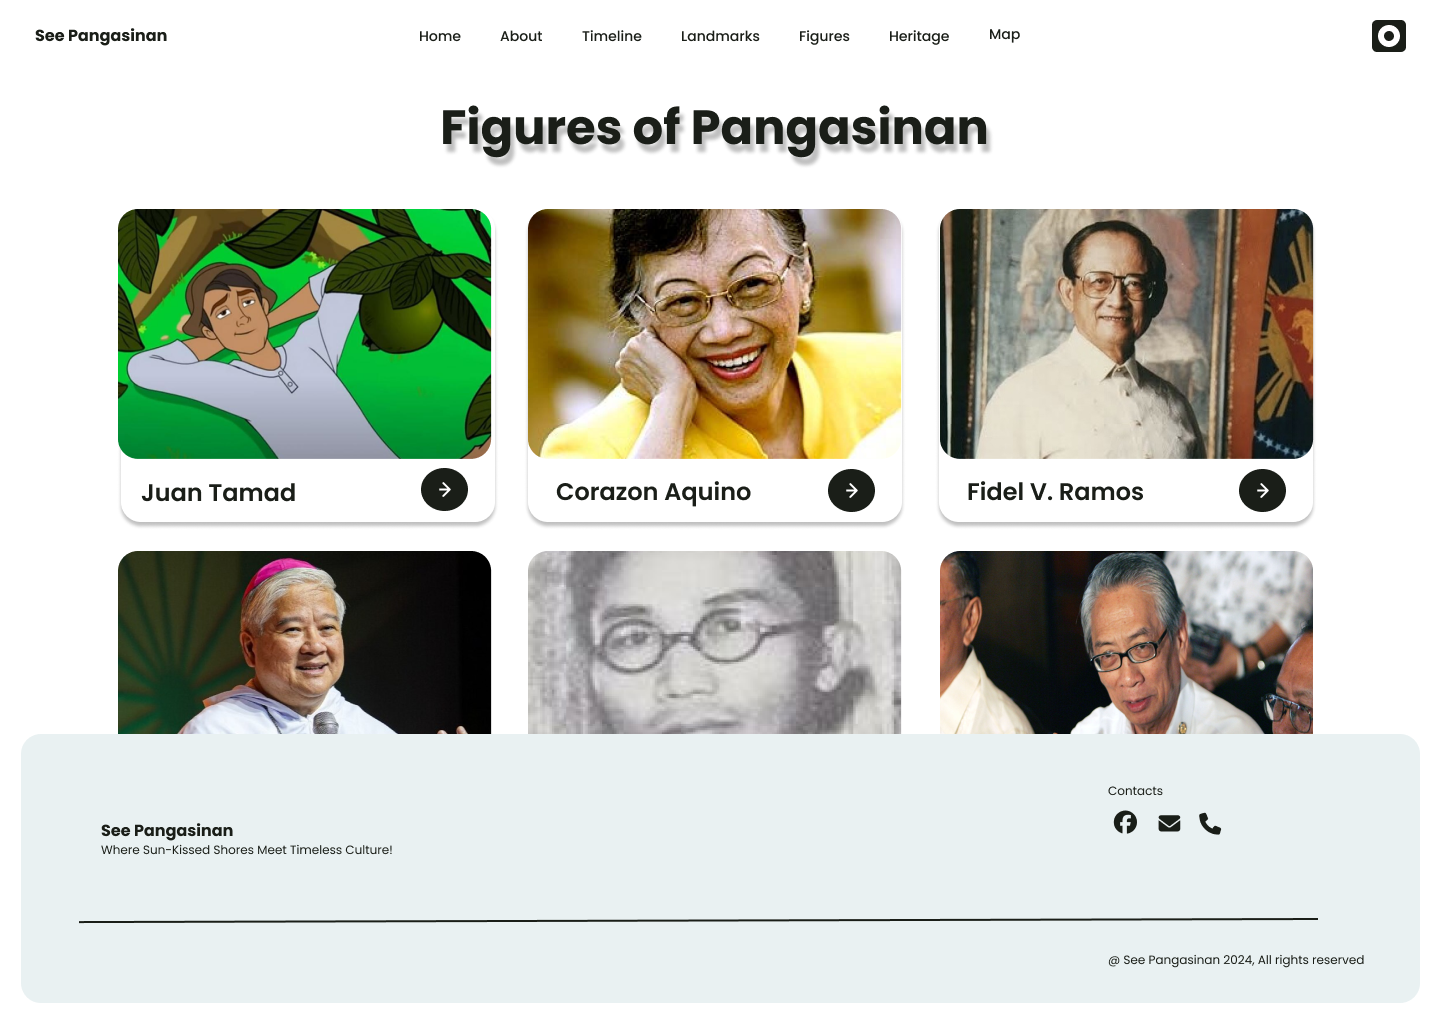 See Pangasinan
Home About Timeline Landmarks Figures Heritage Map
Figures of Pangasinan
Juan Tamad
Corazon Aquino
Fidel V. Ramos
Contacts
See Pangasinan
Where Sun-Kissed Shores Meet Timeless Culture!
@ See Pangasinan 2024, All rights reserved